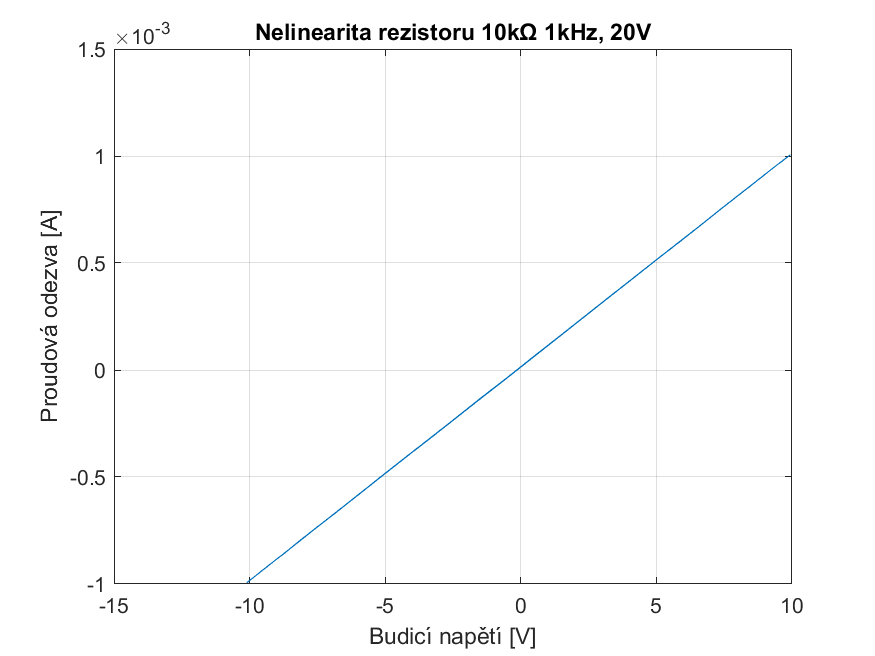 Nelinearita rezistoru 10kΩ 1kHz, 20V
×10-3
1.5
1
0.5
0
-0.5
-1
-15 -10 -5 0 5 10
Budicí napětí [V]
Proudová odezva [A]